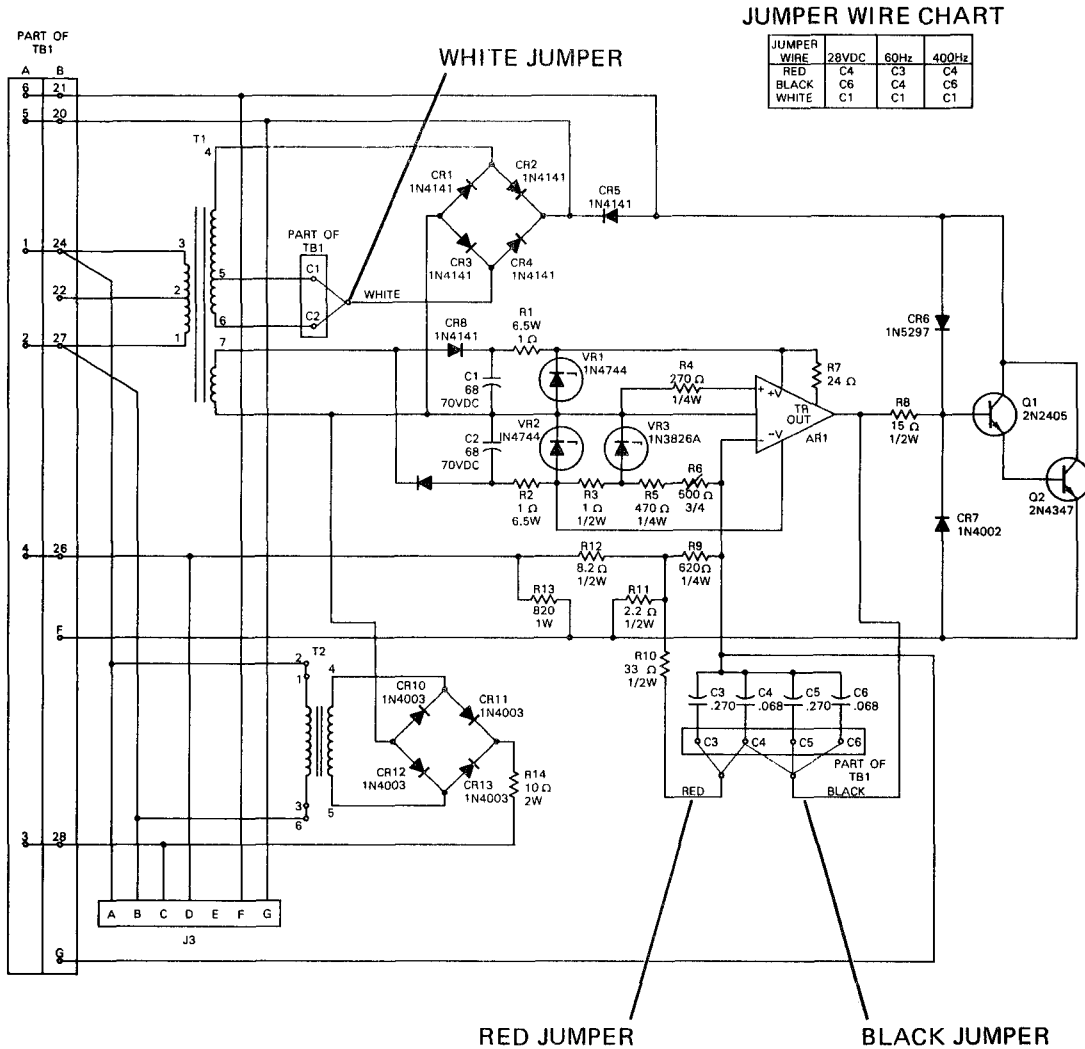 JUMPER WIRE CHART
JUMPER WIRE 28VDC 60Hz 400Hz
RED C4 C3 C4
BLACK C6 C4 C6
WHITE C1 C1 C1
PART OF
TB1
A B
WHITE JUMPER
6 21
5 20
T1
4
CR1
1N4141
CR2
1N4141
CR5
1N4141
PART OF
TB1
1 24
3
5
C1
CR3
1N4141
CR4
1N4141
22
2
WHITE
C2
6
2 27
1
7
CR8
1N4141
R1
6.5W
1 Ω
CR6
1N5297
VR1
1N4744
R4
270 Ω
1/4W
R7
24 Ω
C1
68
70VDC
+
+V
TR
OUT
-V
-
AR1
R8
15 Ω
1/2W
Q1
2N2405
VR2
IN4744
VR3
1N3826A
C2
68
70VDC
R2
1 Ω
6.5W
R3
1 Ω
1/2W
R5
470 Ω
1/4W
R6
500 Ω
3/4
Q2
2N4347
CR7
1N4002
4 26
R12
8.2 Ω
1/2W
R9
620 Ω
1/4W
R13
820
1W
R11
2.2 Ω
1/2W
F
R10
33 Ω
1/2W
T2
2
1
4
CR10
1N4003
CR11
1N4003
C3
.270
C4
.068
C5
.270
C6
.068
C3 C4 C5 C6
PART OF
TB1
CR12
1N4003
CR13
1N4003
R14
10 Ω
2W
3
6
5
RED
BLACK
3 28
A B C D E F G
J3
G
RED JUMPER
BLACK JUMPER